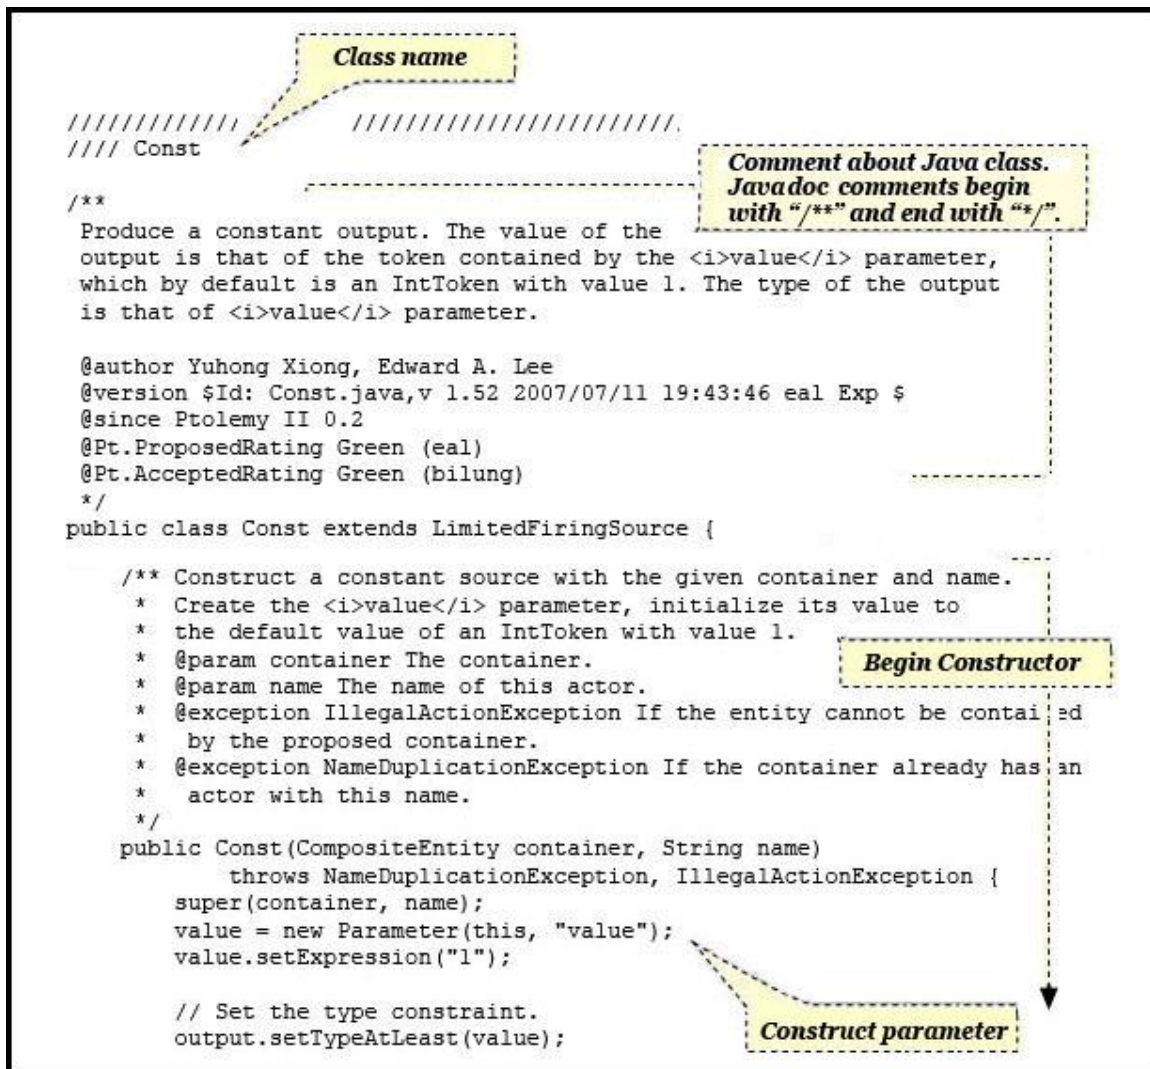 Class name
///////////// /////////////////////////.
//// Const
Comment about Java class.
Javadoc comments begin
with “/**” and end with “*/”.
/**
Produce a constant output. The value of the
output is that of the token contained by the <i>value</i> parameter,
which by default is an IntToken with value 1. The type of the output
is that of <i>value</i> parameter.
@author Yuhong Xiong, Edward A. Lee
@version $Id: Const.java,v 1.52 2007/07/11 19:43:46 eal Exp $
@since Ptolemy II 0.2
@Pt.ProposedRating Green (eal)
@Pt.AcceptedRating Green (bilung)
*/
public class Const extends LimitedFiringSource {
/** Construct a constant source with the given container and name.
* Create the <i>value</i> parameter, initialize its value to
* the default value of an IntToken with value 1.
* @param container The container.
Begin Constructor
* @param name The name of this actor.
* @exception IllegalActionException If the entity cannot be contained
* by the proposed container.
* @exception NameDuplicationException If the container already has an
* actor with this name.
*/
public Const(CompositeEntity container, String name)
throws NameDuplicationException, IllegalActionException {
super(container, name);
value = new Parameter(this, "value");
value.setExpression("1");
// Set the type constraint.
output.setTypeAtLeast(value);
Construct parameter